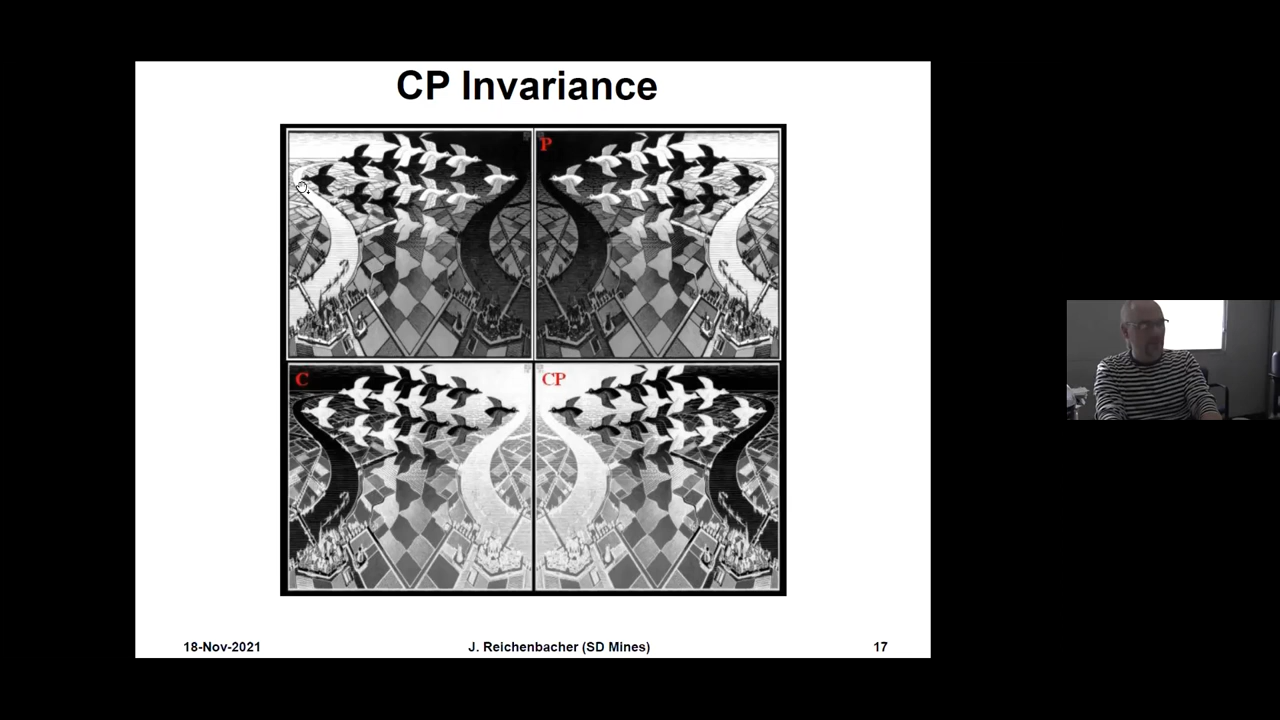 CP Invariance
P
C
CP
18-Nov-2021
J. Reichenbacher (SD Mines)
17